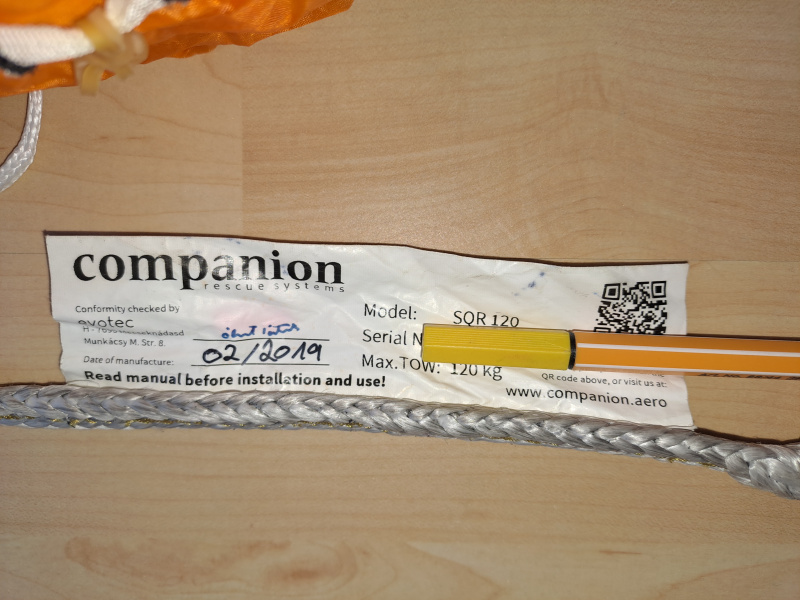 companion
rescue systems
Conformity checked by
evotec
Munkácsy M. Str. 8.
Date of manufacture: 02/2019
Read manual before installation and use!
Model: SQR 120
Serial
Max.TOW: 120 kg
QR code above, or visit us at:
www.companion.aero